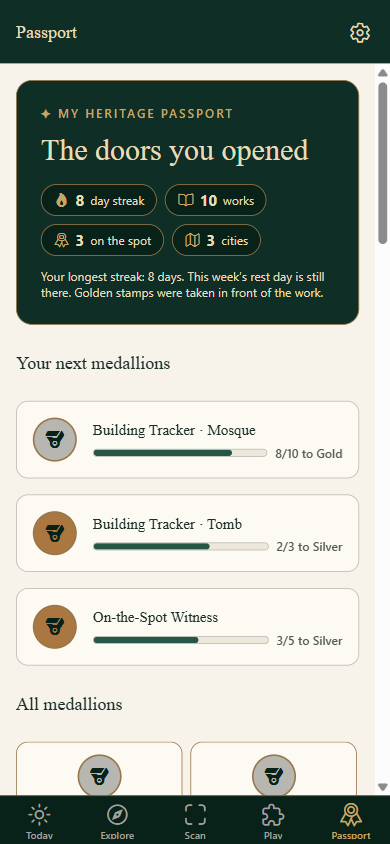 Passport
✦ MY HERITAGE PASSPORT
The doors you opened
8 day streak
10 works
3 on the spot
3 cities
Your longest streak: 8 days. This week's rest day is still
there. Golden stamps were taken in front of the work.
Your next medallions
Building Tracker · Mosque
8/10 to Gold
Building Tracker · Tomb
2/3 to Silver
On-the-Spot Witness
3/5 to Silver
All medallions
Today
Explore
Scan
Play
Passport